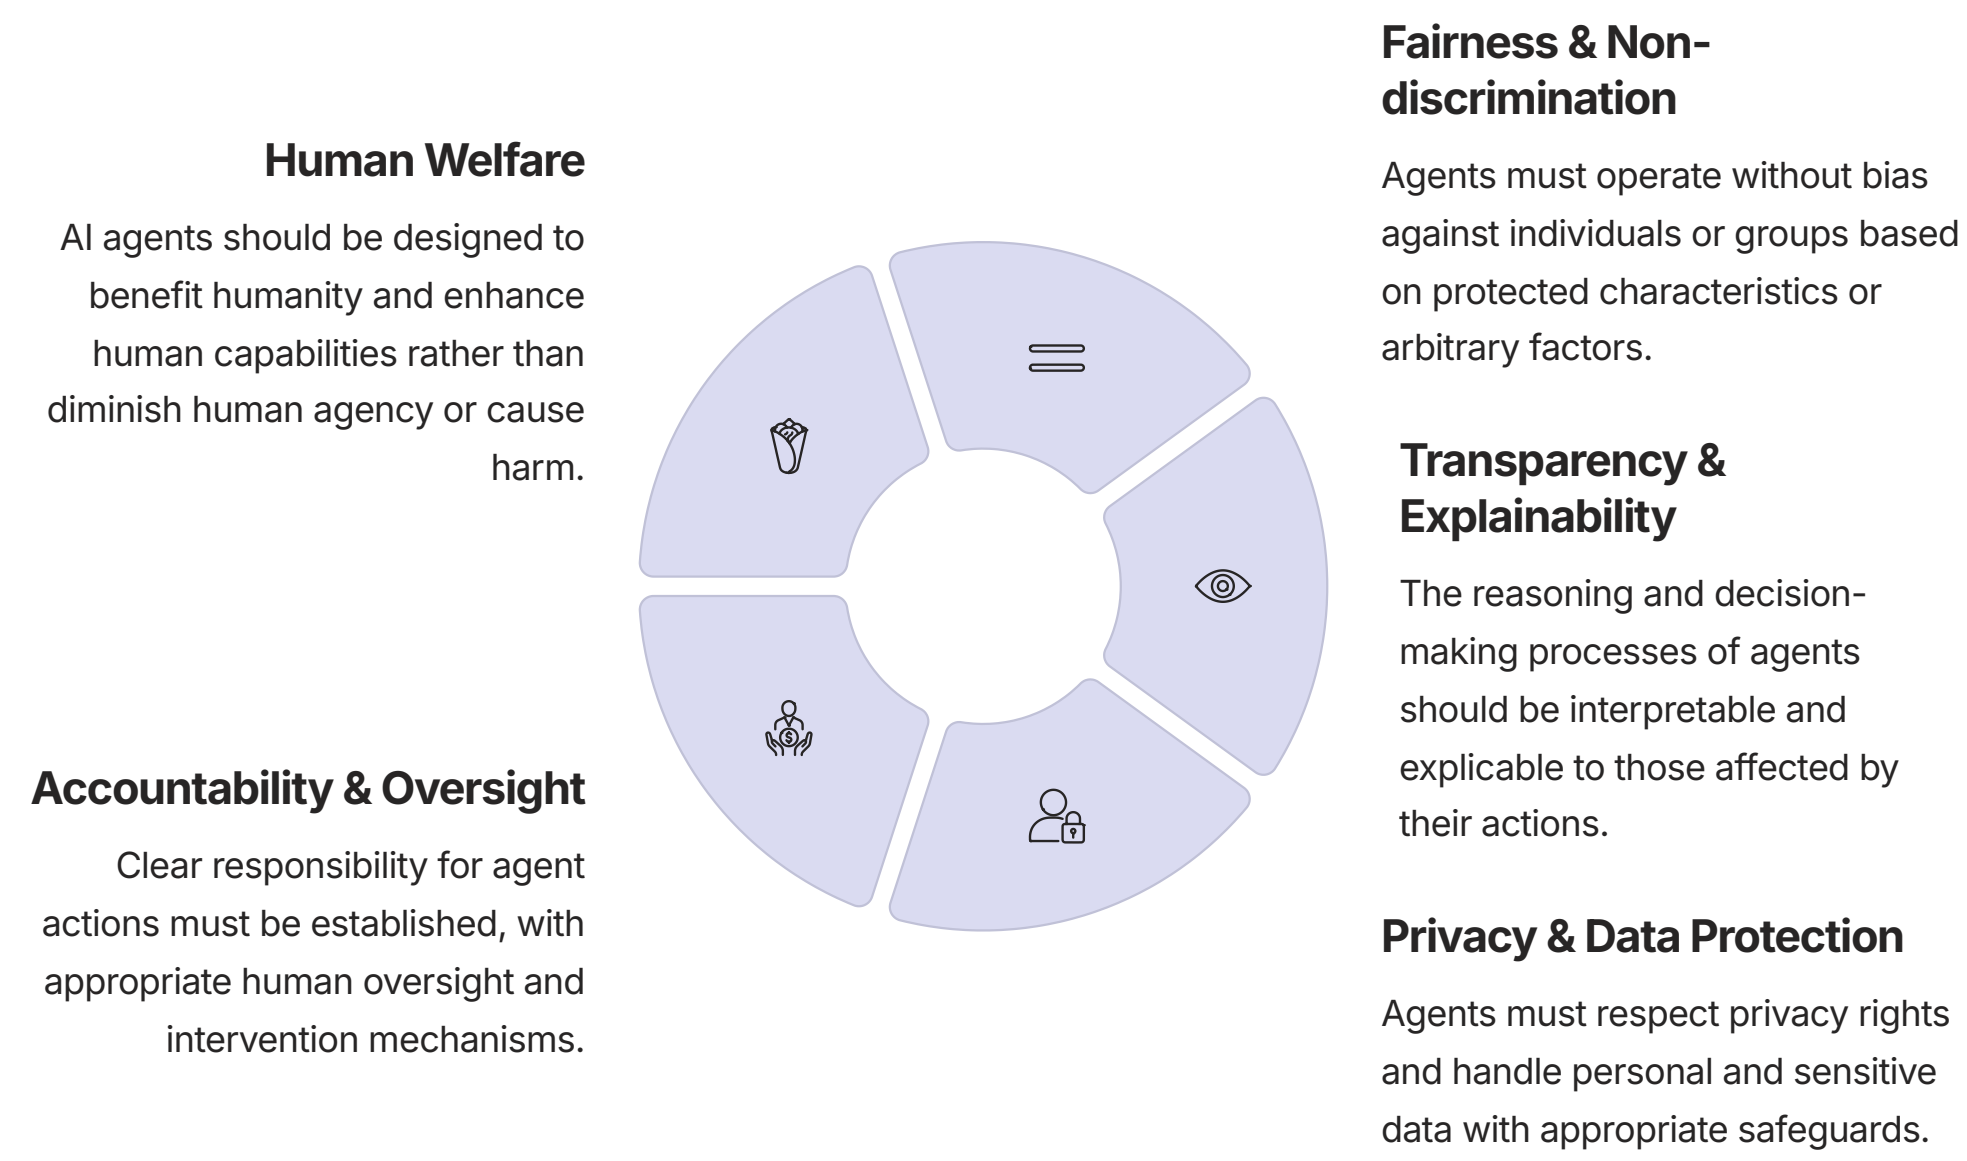 Human Welfare
AI agents should be designed to
benefit humanity and enhance
human capabilities rather than
diminish human agency or cause
harm.
Accountability & Oversight
Clear responsibility for agent
actions must be established, with
appropriate human oversight and
intervention mechanisms.
Fairness & Non-
discrimination
Agents must operate without bias
against individuals or groups based
on protected characteristics or
arbitrary factors.
Transparency &
Explainability
The reasoning and decision-
making processes of agents
should be interpretable and
explicable to those affected by
their actions.
Privacy & Data Protection
Agents must respect privacy rights
and handle personal and sensitive
data with appropriate safeguards.